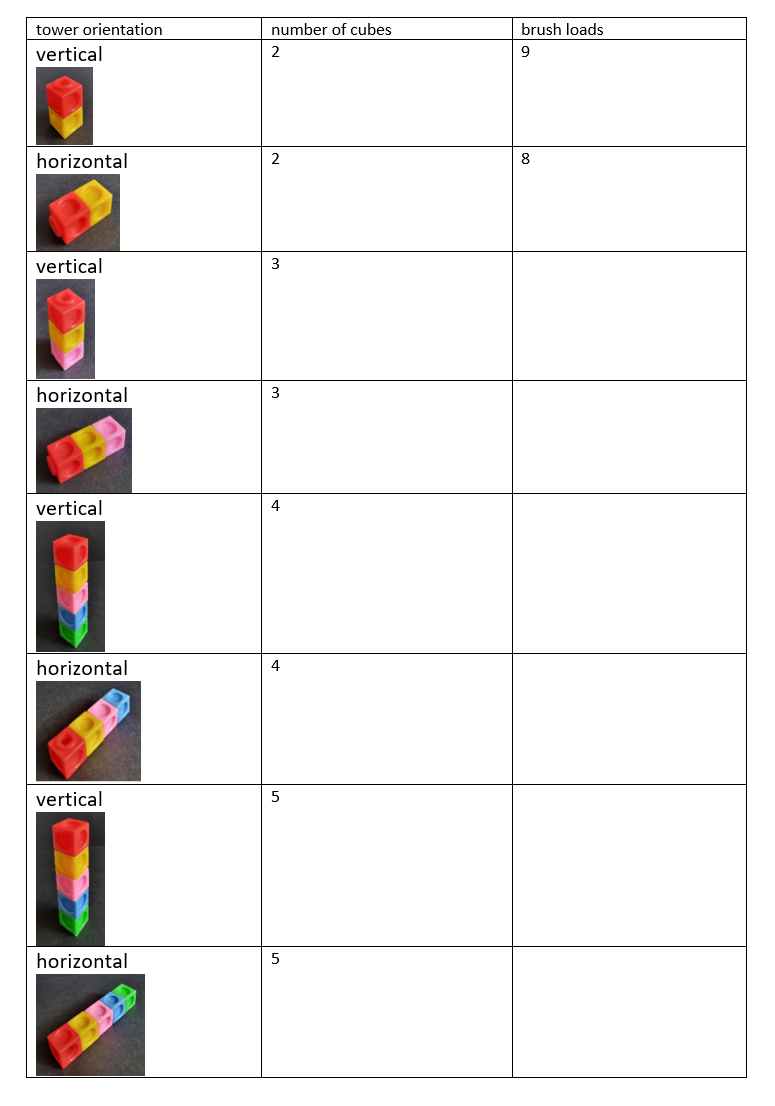 tower orientation number of cubes brush loads
vertical 2 9
horizontal 2 8
vertical 3
horizontal 3
vertical 4
horizontal 4
vertical 5
horizontal 5